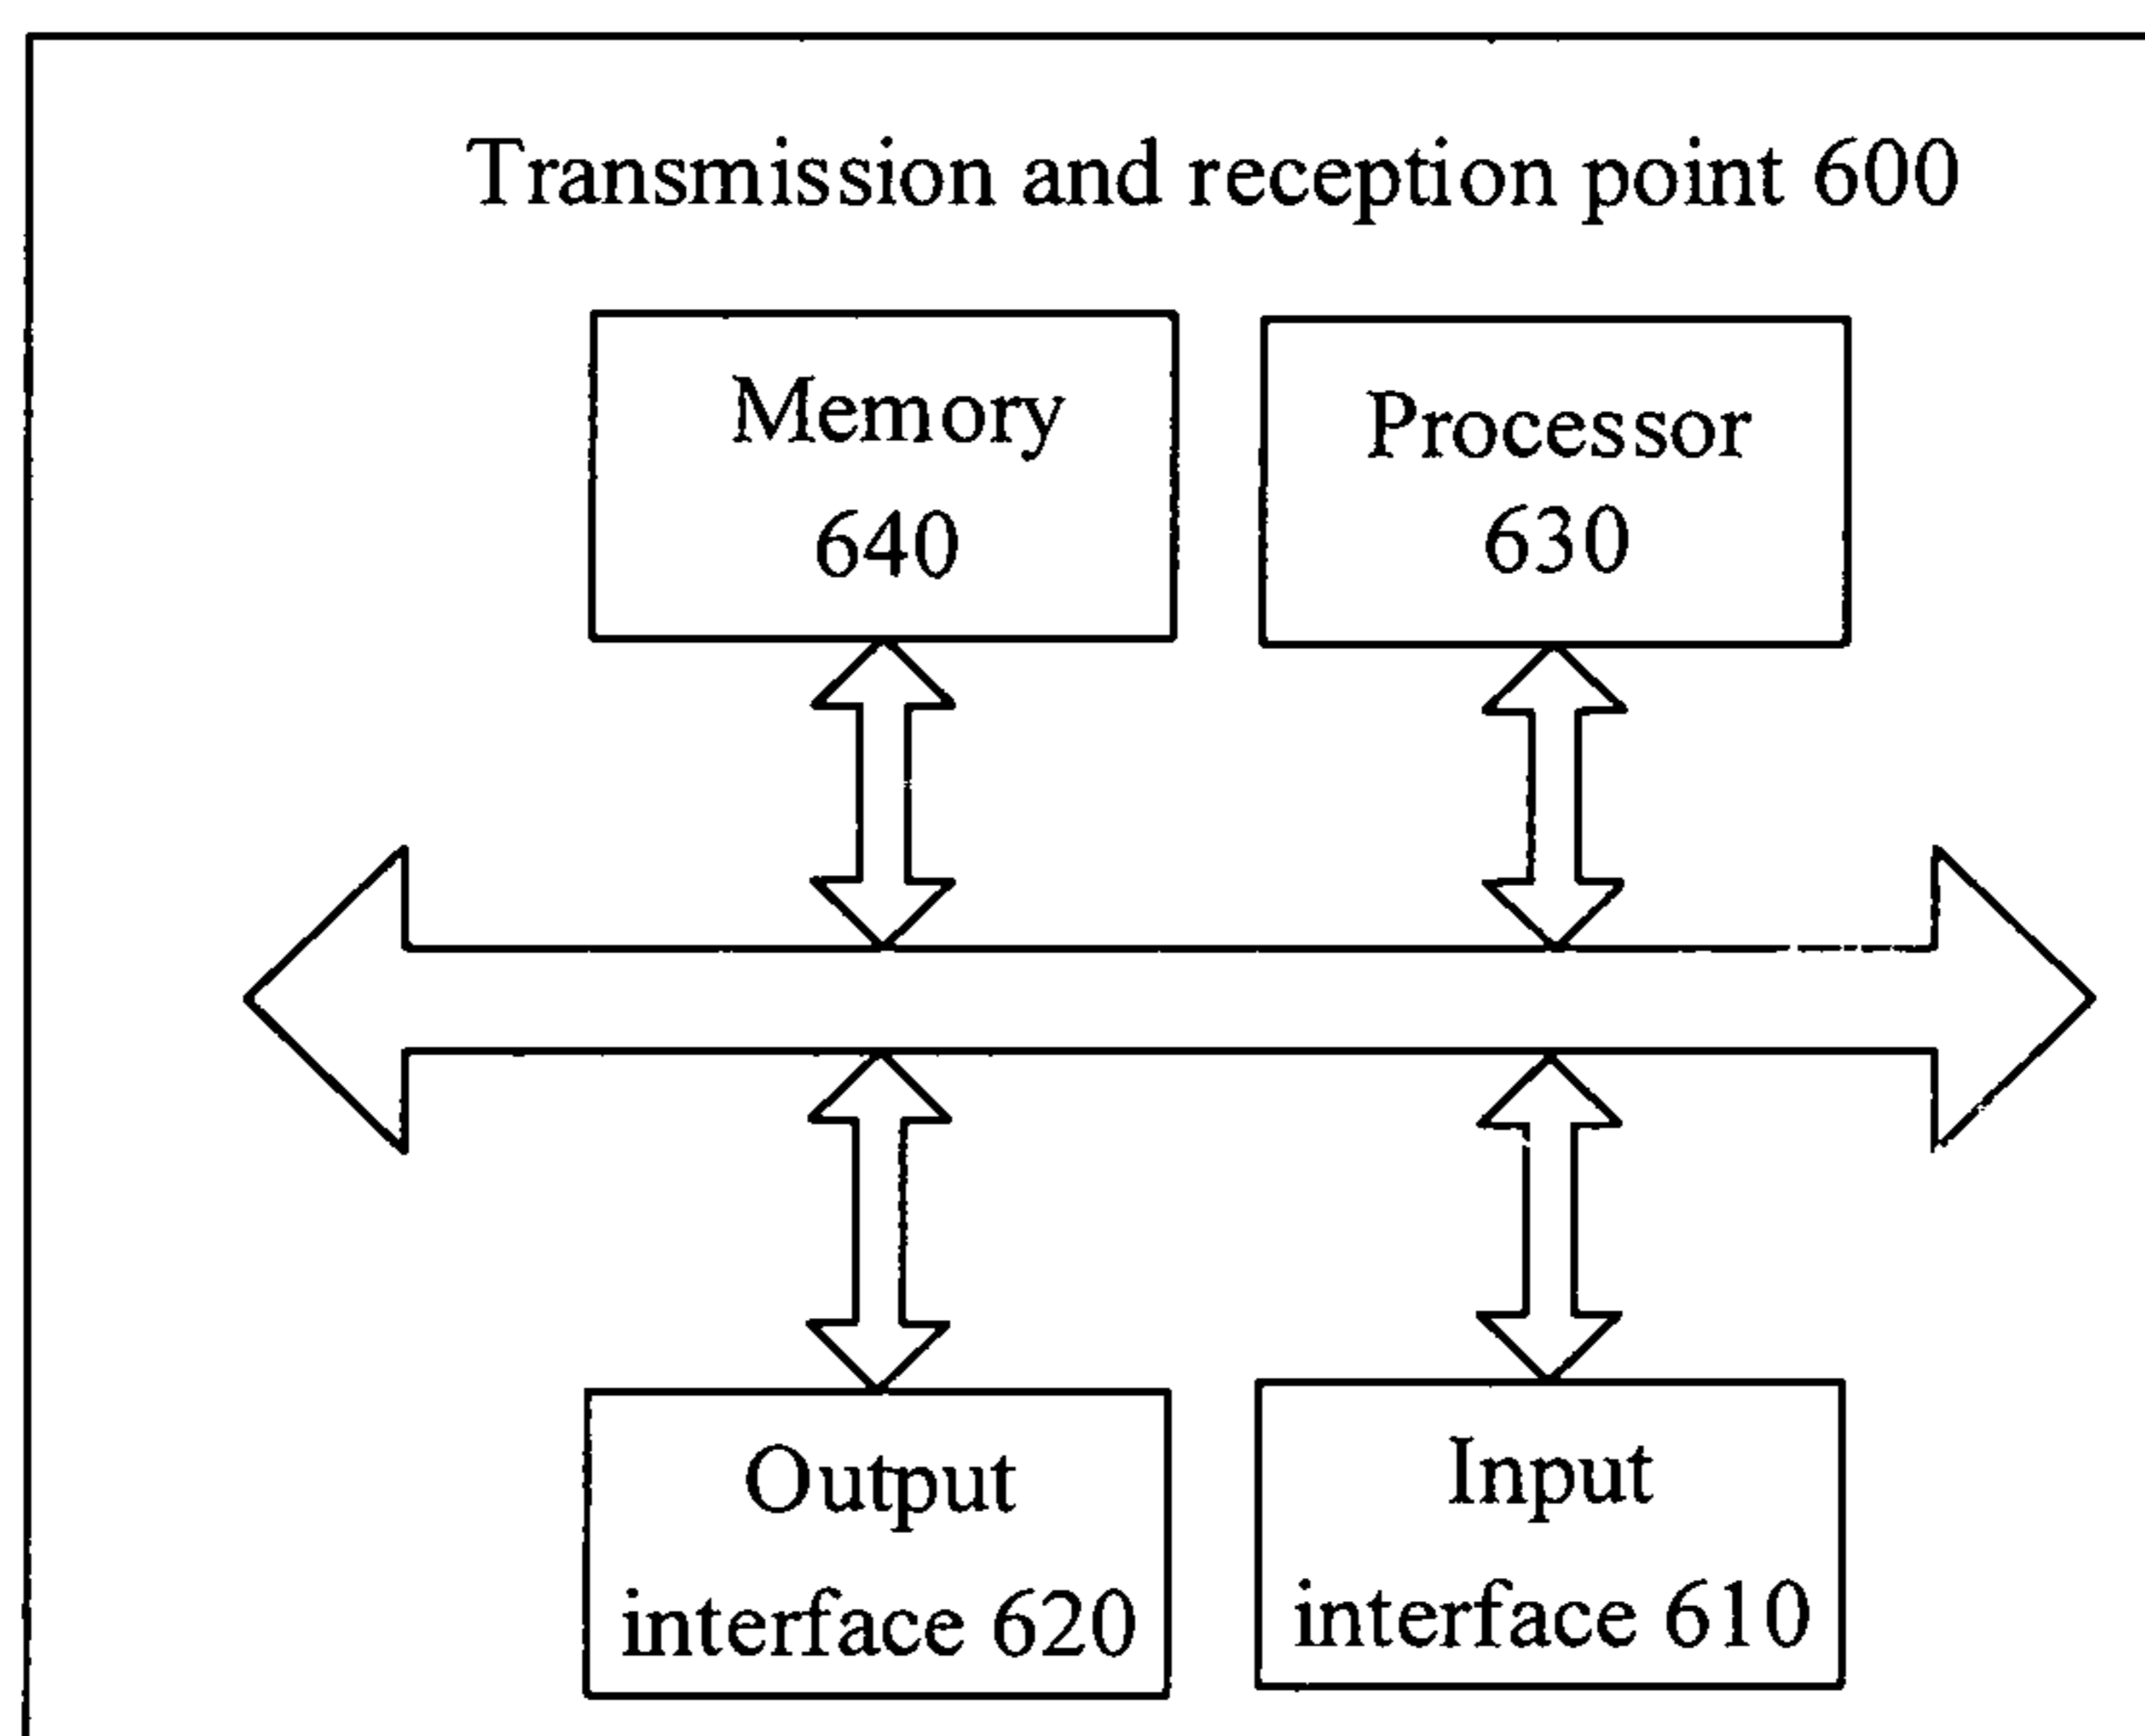 Transmission and reception point 600
Memory
640
Processor
630
Output
interface 620
Input
interface 610